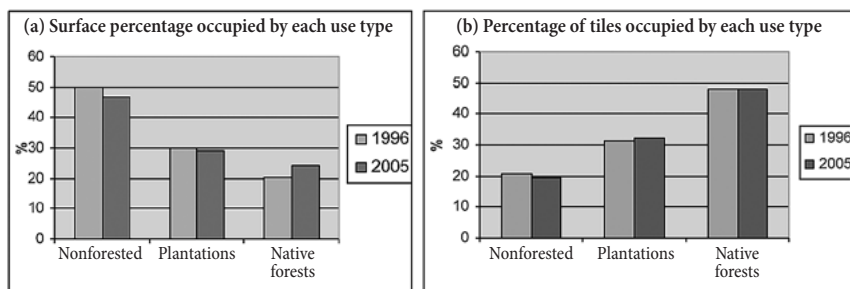 (a) Surface percentage occupied by each use type
60
50
40
30
20
10
0
%
Nonforested
Plantations
Native
forests
1996
2005
(b) Percentage of tiles occupied by each use type
60
50
40
30
20
10
0
%
Nonforested
Plantations
Native
forests
1996
2005